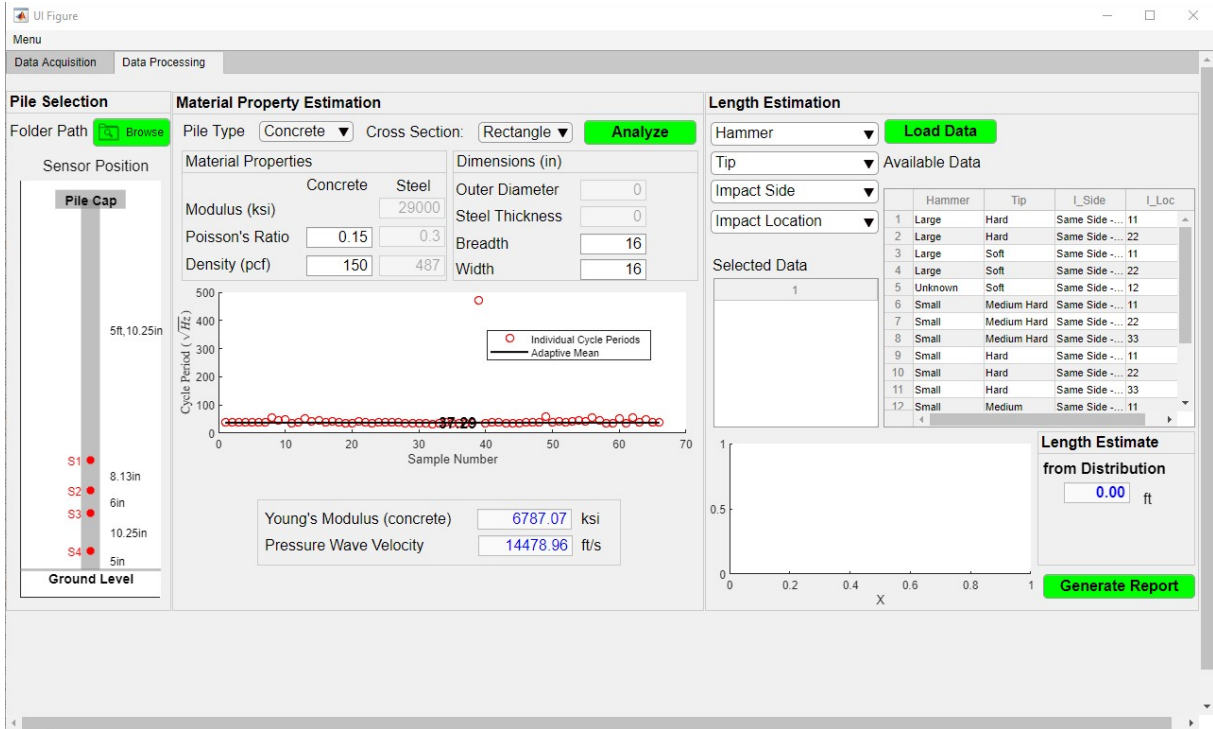 UI Figure
Menu
Data Acquisition Data Processing
Pile Selection
Folder Path Browse
Sensor Position
Pile Cap
5ft,10.25in
S1
8.13in
S2
6in
S3
10.25in
S4
5in
Ground Level
Material Property Estimation
Pile Type Concrete Cross Section: Rectangle Analyze
Material Properties
Concrete Steel
Modulus (ksi) 29000
Poisson's Ratio 0.15 0.3
Density (pcf) 150 487
Dimensions (in)
Outer Diameter 0
Steel Thickness 0
Breadth 16
Width 16
500
400
300
200
100
0
Cycle Period (√Hz)
Individual Cycle Periods
Adaptive Mean
37.29
0 10 20 30 40 50 60 70
Sample Number
Young's Modulus (concrete) 6787.07 ksi
Pressure Wave Velocity 14478.96 ft/s
Length Estimation
Hammer Load Data
Tip Available Data
Impact Side
Impact Location
Selected Data
1
Hammer Tip I_Side I_Loc
1 Large Hard Same Side -... 11
2 Large Hard Same Side -... 22
3 Large Soft Same Side -... 11
4 Large Soft Same Side -... 22
5 Unknown Soft Same Side -... 12
6 Small Medium Hard Same Side -... 11
7 Small Medium Hard Same Side -... 22
8 Small Medium Hard Same Side -... 33
9 Small Hard Same Side -... 11
10 Small Hard Same Side -... 22
11 Small Hard Same Side -... 33
12 Small Medium Same Side -... 11
1
0.5
0
0 0.2 0.4 0.6 0.8 1
X
Length Estimate
from Distribution
0.00 ft
Generate Report